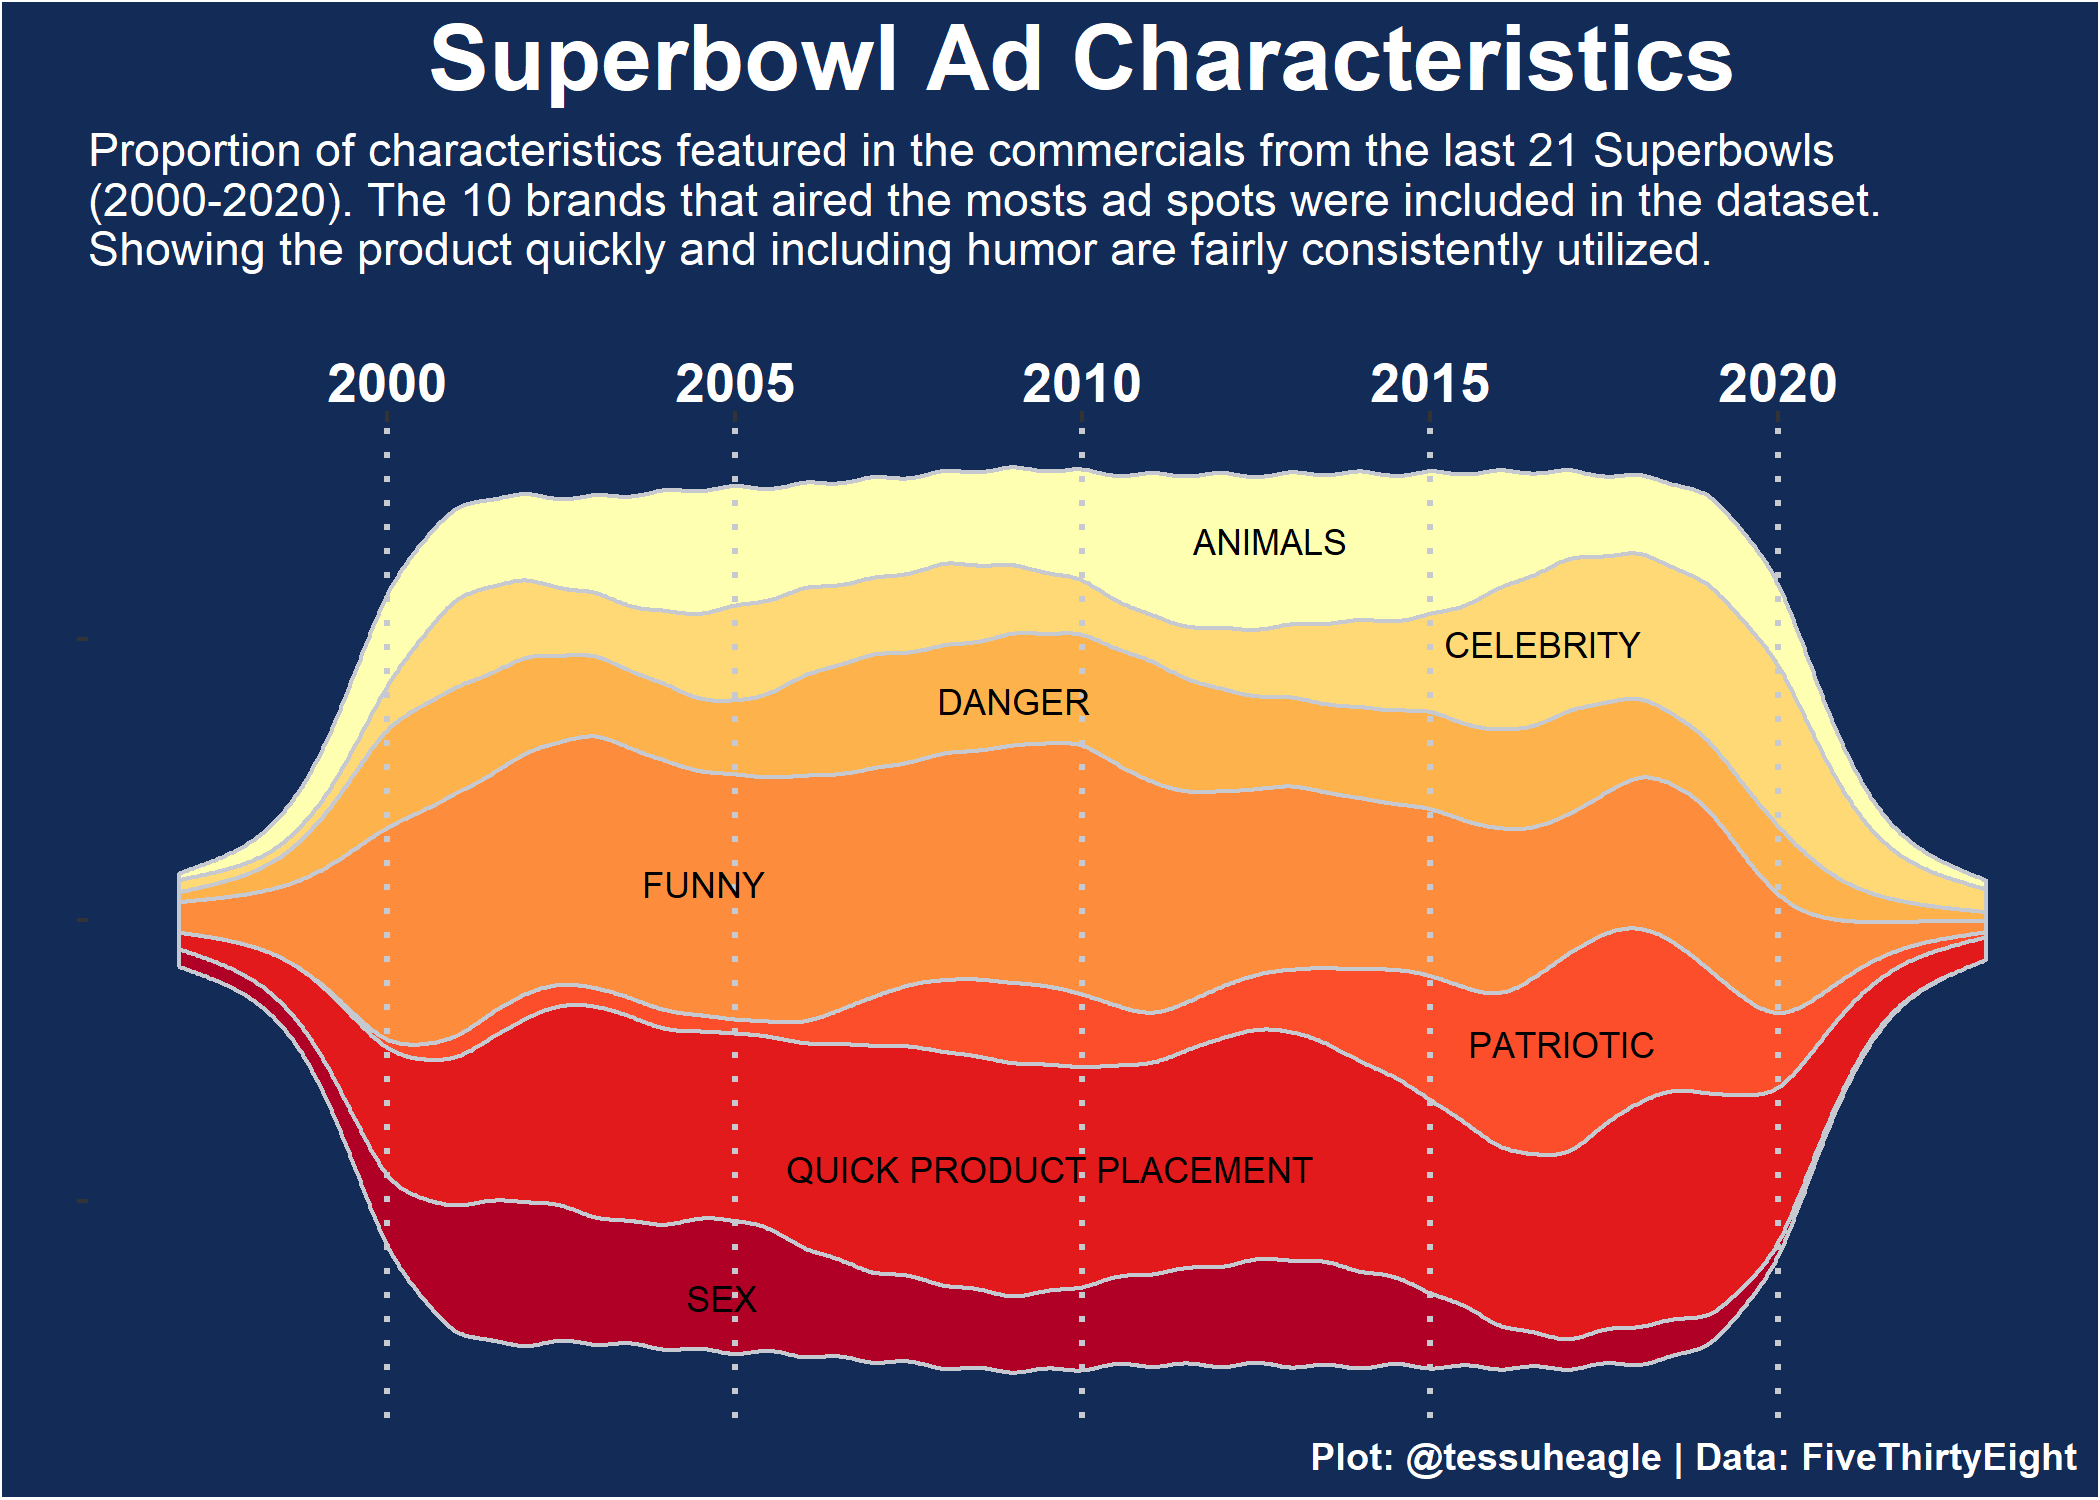 Superbowl Ad Characteristics
Proportion of characteristics featured in the commercials from the last 21 Superbowls
(2000-2020). The 10 brands that aired the mosts ad spots were included in the dataset.
Showing the product quickly and including humor are fairly consistently utilized.
2000 2005 2010 2015 2020
ANIMALS
CELEBRITY
DANGER
FUNNY
PATRIOTIC
QUICK PRODUCT PLACEMENT
SEX
Plot: @tessuheagle | Data: FiveThirtyEight